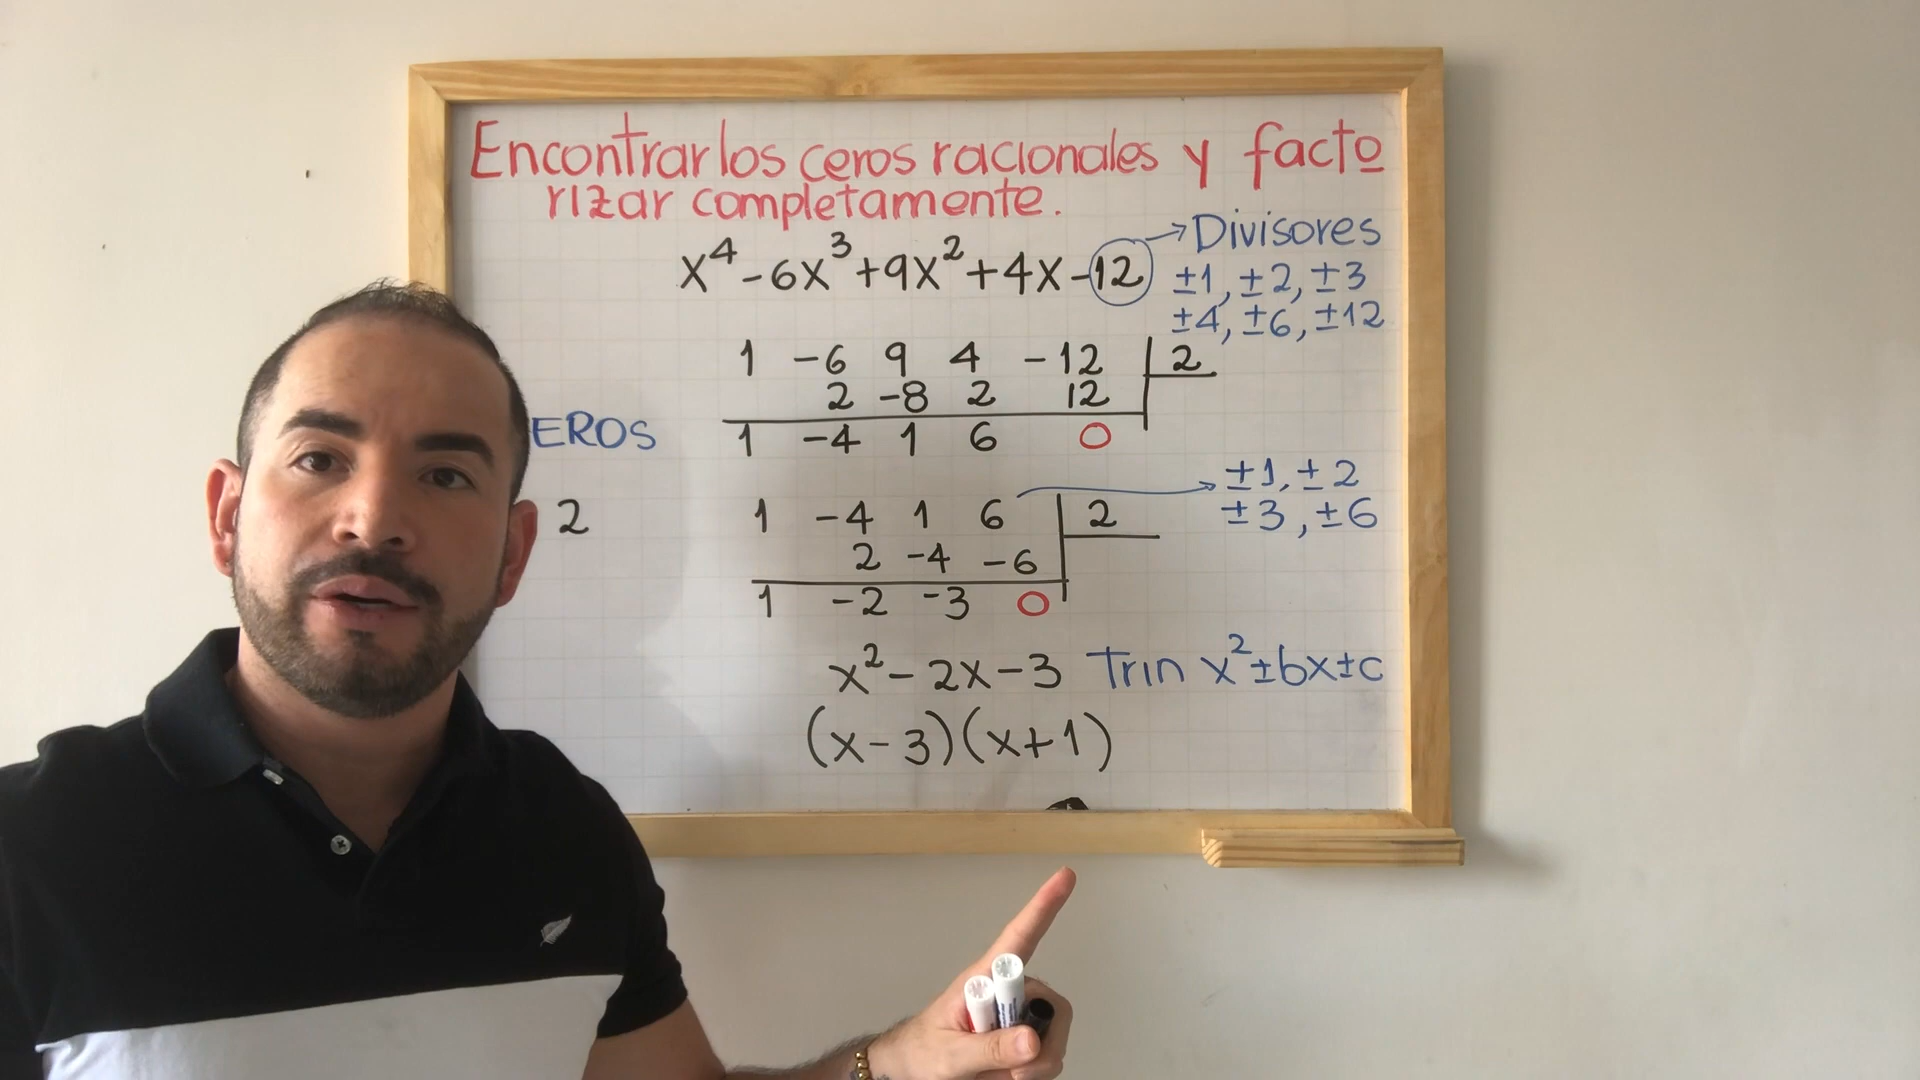 Encontrar los ceros racionales y facto
rizar completamente.
x⁴-6x³+9x²+4x-12 → Divisores
±1, ±2, ±3
±4, ±6, ±12
1 -6 9 4 -12 | 2
2 -8 2 12
1 -4 1 6 0
EROS
±1, ±2
±3, ±6
2
1 -4 1 6 | 2
2 -4 -6
1 -2 -3 0
x²-2x-3 Trin x²±bx±c
(x-3)(x+1)